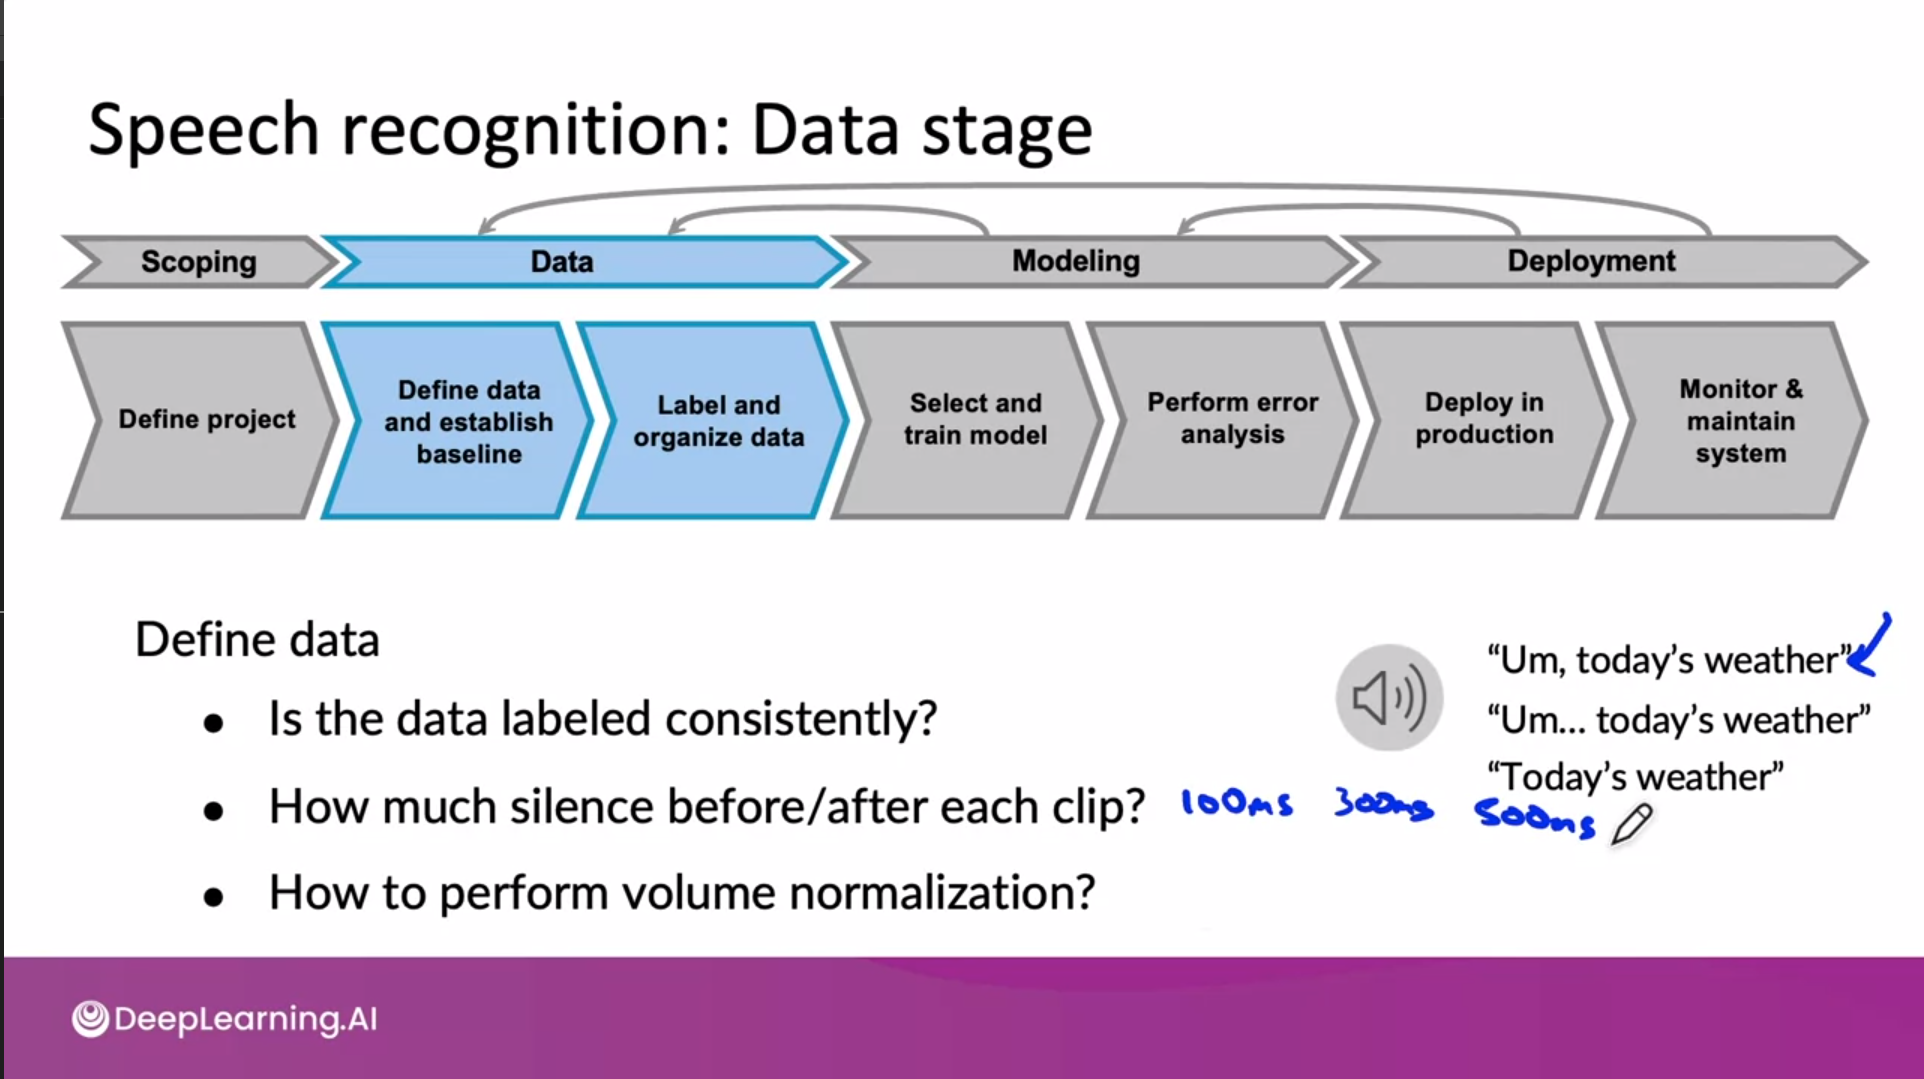 Speech recognition: Data stage
Scoping
Data
Modeling
Deployment
Define project
Define data
and establish
baseline
Label and
organize data
Select and
train model
Perform error
analysis
Deploy in
production
Monitor &
maintain
system
Define data
● Is the data labeled consistently?
● How much silence before/after each clip? 100ms 300ms 500ms
● How to perform volume normalization?
“Um, today’s weather”
“Um... today’s weather”
“Today’s weather”
DeepLearning.AI